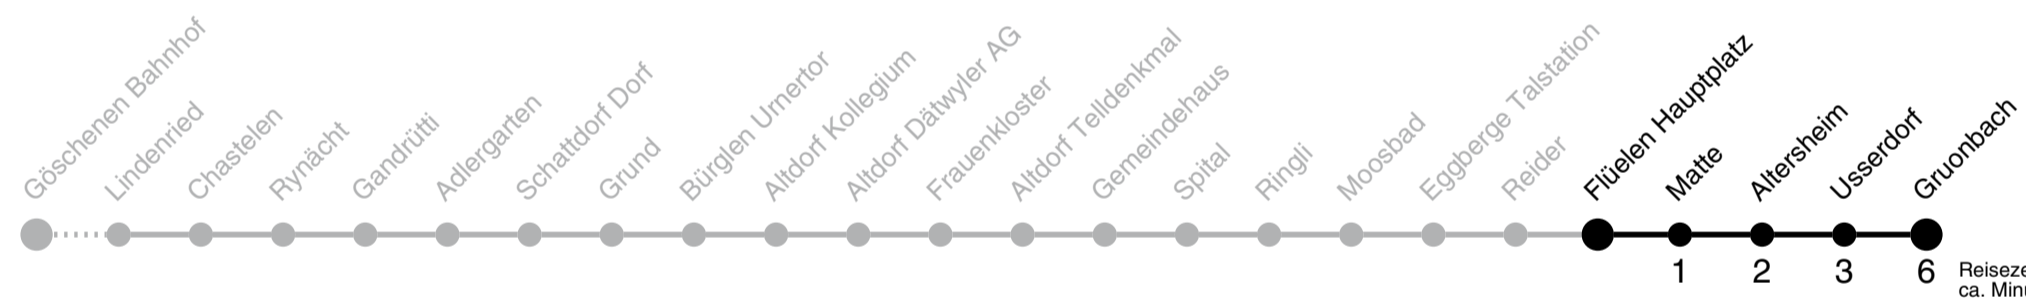 Göschenen Bahnhof
Lindenried
Chastelen
Rynächt
Gandrütti
Adlergarten
Schattdorf Dorf
Grund
Bürglen Urnertor
Altdorf Kollegium
Altdorf Dätwyler AG
Frauenkloster
Altdorf Telldenkmal
Gemeindehaus
Spital
Ringli
Moosbad
Eggberge Talstation
Reider
Flüelen Hauptplatz
Matte
Altersheim
Usserdorf
Gruonbach
1 2 3 6
ca.